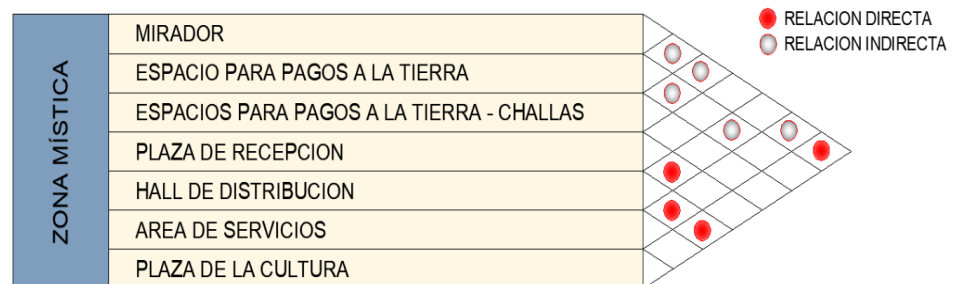 RELACION DIRECTA
RELACION INDIRECTA
ZONA MÍSTICA
MIRADOR
ESPACIO PARA PAGOS A LA TIERRA
ESPACIOS PARA PAGOS A LA TIERRA - CHALLAS
PLAZA DE RECEPCION
HALL DE DISTRIBUCION
AREA DE SERVICIOS
PLAZA DE LA CULTURA